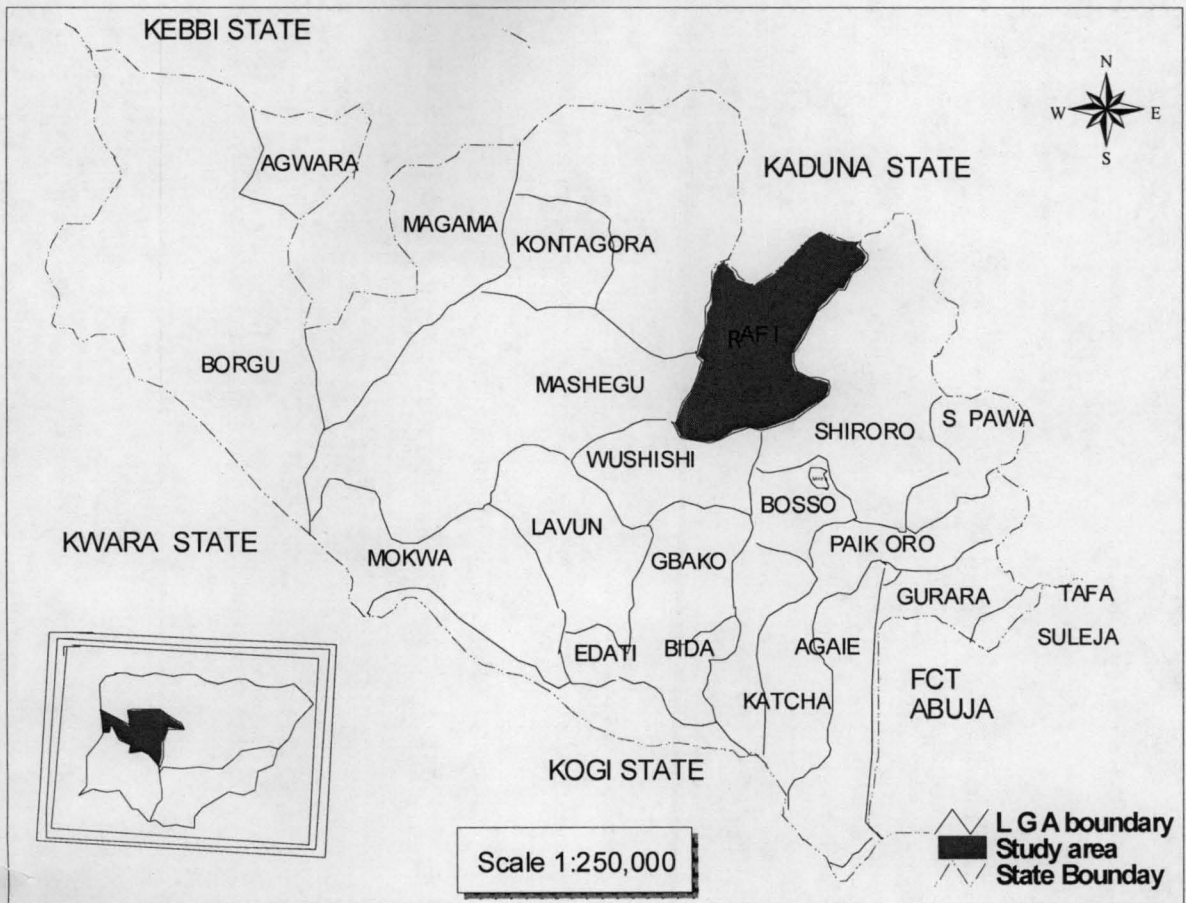 KEBBI STATE
N
W E
S
AGWARA
KADUNA STATE
MAGAMA
KONTAGORA
RAFI
BORGU
MASHEGU
S PAWA
SHIRORO
WUSHISHI
BOSSO
LAVUN
KWARA STATE
MOKWA
PAIK ORO
GBAKO
GURARA
TAFA
SULEJA
EDATI
BIDA
AGAIE
FCT
ABUJA
KATCHA
KOGI STATE
L G A boundary
Study area
State Bounday
Scale 1:250,000